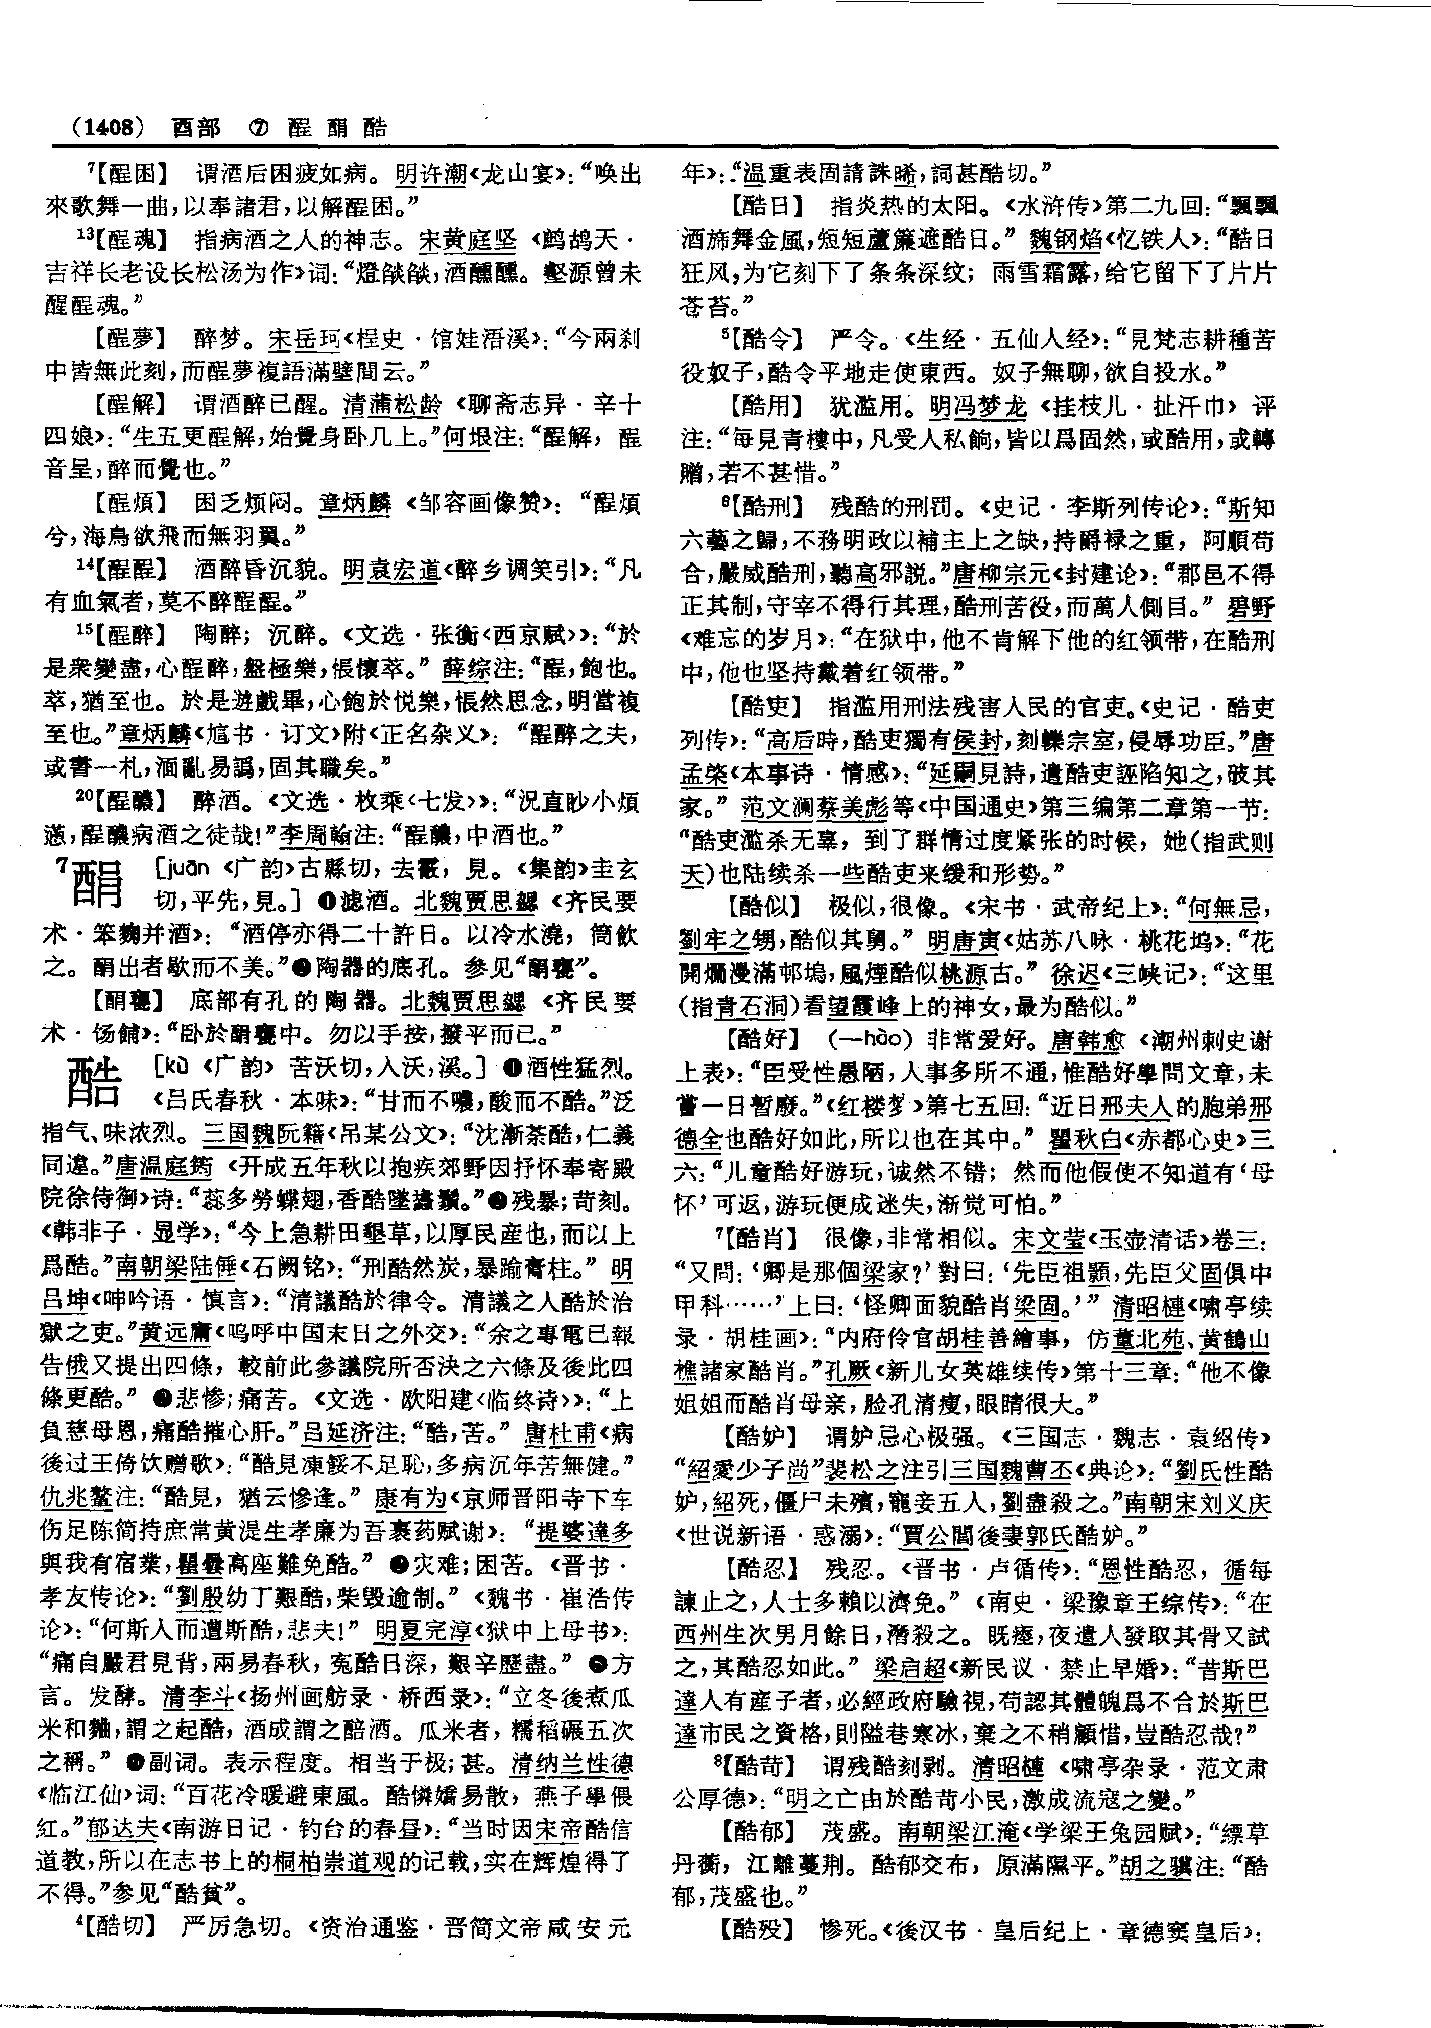 (1408) 酉部 ⑦ 酲 酮 酷
7【酲困】 谓酒后困疲如病。明许潮《龙山宴》：“唤出
來歌舞一曲，以奉諸君，以解酲困。”
13【酲魂】 指病酒之人的神志。宋黄庭坚《鹧鸪天·
吉祥长老设长松汤为作》词：“燈燄燄，酒醺醺。壑源曾未
醒酲魂。”
【酲夢】 醉梦。宋岳珂《桯史·馆娃浯溪》：“今兩刹
中皆無此刻，而酲夢複語滿壁間云。”
【酲解】 谓酒醉已醒。清蒲松龄《聊斋志异·辛十
四娘》：“生五更酲解，始覺身卧几上。”何垠注：“酲解，酲
音呈，醉而覺也。”
【酲煩】 困乏烦闷。章炳麟《邹容画像赞》：“酲煩
兮，海鳥欲飛而無羽翼。”
14【酲酲】 酒醉昏沉貌。明袁宏道《醉乡调笑引》：“凡
有血氣者，莫不醉酲酲。”
15【酲醉】 陶醉；沉醉。《文选·张衡〈西京赋〉》：“於
是衆變盡，心酲醉，盤極樂，悵懷萃。”薛综注：“酲，飽也。
萃，猶至也。於是遊戲畢，心飽於悦樂，悵然思念，明當複
至也。”章炳麟《訄书·订文》附《正名杂义》：“酲醉之夫，
或書一札，湎亂易譌，固其職矣。”
20【酲醲】 醉酒。《文选·枚乘〈七发〉》：“況直眇小煩
懣，酲醲病酒之徒哉！”李周翰注：“酲醲，中酒也。”
7酮 [juān《广韵》古縣切，去霰，見。《集韵》圭玄
切，平先，見。]❶滤酒。北魏贾思勰《齐民要
术·笨麴并酒》：“酒停亦得二十許日。以冷水澆，筒飲
之。酮出者歇而不美。”❷陶器的底孔。参见“酮甕”。
【酮甕】 底部有孔的陶器。北魏贾思勰《齐民要
术·饧餔》：“卧於酮甕中。勿以手按，撥平而已。”
酷 [kù《广韵》苦沃切，入沃，溪。]❶酒性猛烈。
《吕氏春秋·本味》：“甘而不噥，酸而不酷。”泛
指气、味浓烈。三国魏阮籍《吊某公文》：“沈漸荼酷，仁義
同違。”唐温庭筠《开成五年秋以抱疾郊野因抒怀奉寄殿
院徐侍御》诗：“蕊多勞蝶翅，香酷墜蠭鬚。”❷残暴；苛刻。
《韩非子·显学》：“今上急耕田墾草，以厚民産也，而以上
爲酷。”南朝梁陆倕《石阙铭》：“刑酷然炭，暴踰膏柱。”明
吕坤《呻吟语·慎言》：“清議酷於律令。清議之人酷於治
獄之吏。”黄远庸《呜呼中国末日之外交》：“余之專電已報
告俄又提出四條，較前此參議院所否決之六條及後此四
條更酷。”❸悲惨；痛苦。《文选·欧阳建〈临终诗〉》：“上
負慈母恩，痛酷摧心肝。”吕延济注：“酷，苦。”唐杜甫《病
後过王倚饮赠歌》：“酷見凍餒不足恥，多病沉年苦無健。”
仇兆鳌注：“酷見，猶云慘逢。”康有为《京师晋阳寺下车
伤足陈简持庶常黄湜生孝廉为吾裹药赋谢》：“提婆達多
與我有宿業，瞿曇高座難免酷。”❹灾难；困苦。《晋书·
孝友传论》：“劉殷幼丁艱酷，柴毁逾制。”《魏书·崔浩传
论》：“何斯人而遭斯酷，悲夫！”明夏完淳《狱中上母书》：
“痛自嚴君見背，兩易春秋，冤酷日深，艱辛歷盡。”❺方
言。发酵。清李斗《扬州画舫录·桥西录》：“立冬後煮瓜
米和麯，謂之起酷，酒成謂之醅酒。瓜米者，糯稻碾五次
之稱。”❻副词。表示程度。相当于极；甚。清纳兰性德
《临江仙》词：“百花冷暖避東風。酷憐嬌易散，燕子學偎
紅。”郁达夫《南游日记·钓台的春昼》：“当时因宋帝酷信
道教，所以在志书上的桐柏崇道观的记载，实在辉煌得了
不得。”参见“酷貧”。
4【酷切】 严厉急切。《资治通鉴·晋简文帝咸安元
年》：“温重表固請誅晞，詞甚酷切。”
【酷日】 指炎热的太阳。《水浒传》第二九回：“飄飄
酒旆舞金風，短短蘆簾遮酷日。”魏钢焰《忆铁人》：“酷日
狂风，为它刻下了条条深纹；雨雪霜露，给它留下了片片
苍苔。”
5【酷令】 严令。《生经·五仙人经》：“見梵志耕種苦
役奴子，酷令平地走使東西。奴子無聊，欲自投水。”
【酷用】 犹滥用。明冯梦龙《挂枝儿·扯汗巾》评
注：“每見青樓中，凡受人私餉，皆以爲固然，或酷用，或轉
贈，若不甚惜。”
6【酷刑】 残酷的刑罚。《史记·李斯列传论》：“斯知
六藝之歸，不務明政以補主上之缺，持爵禄之重，阿順苟
合，嚴威酷刑，聽高邪説。”唐柳宗元《封建论》：“郡邑不得
正其制，守宰不得行其理，酷刑苦役，而萬人側目。”碧野
《难忘的岁月》：“在狱中，他不肯解下他的红领带，在酷刑
中，他也坚持戴着红领带。”
【酷吏】 指滥用刑法残害人民的官吏。《史记·酷吏
列传》：“高后時，酷吏獨有侯封，刻轢宗室，侵辱功臣。”唐
孟棨《本事诗·情感》：“延嗣見詩，遣酷吏誣陷知之，破其
家。”范文澜蔡美彪等《中国通史》第三编第二章第一节：
“酷吏滥杀无辜，到了群情过度紧张的时候，她(指武则
天)也陆续杀一些酷吏来缓和形势。”
【酷似】 极似，很像。《宋书·武帝纪上》：“何無忌，
劉牢之甥，酷似其舅。”明唐寅《姑苏八咏·桃花坞》：“花
開爛漫滿邨塢，風煙酷似桃源古。”徐迟《三峡记》：“这里
(指青石洞)看望霞峰上的神女，最为酷似。”
【酷好】 (—hào) 非常爱好。唐韩愈《潮州刺史谢
上表》：“臣受性愚陋，人事多所不通，惟酷好學問文章，未
嘗一日暫廢。”《红楼梦》第七五回：“近日邢夫人的胞弟邢
德全也酷好如此，所以也在其中。”瞿秋白《赤都心史》三
六：“儿童酷好游玩，诚然不错；然而他假使不知道有‘母
怀’可返，游玩便成迷失，渐觉可怕。”
7【酷肖】 很像，非常相似。宋文莹《玉壶清话》卷三：
“又問：‘卿是那個梁家？’對曰：‘先臣祖顥，先臣父固俱中
甲科……’上曰：‘怪卿面貌酷肖梁固。’”清昭梿《啸亭续
录·胡桂画》：“内府伶官胡桂善繪事，仿董北苑、黄鶴山
樵諸家酷肖。”孔厥《新儿女英雄续传》第十三章：“他不像
姐姐而酷肖母亲，脸孔清瘦，眼睛很大。”
【酷妒】 谓妒忌心极强。《三国志·魏志·袁绍传》
“紹愛少子尚”裴松之注引三国魏曹丕《典论》：“劉氏性酷
妒，紹死，僵尸未殯，寵妾五人，劉盡殺之。”南朝宋刘义庆
《世说新语·惑溺》：“賈公閭後妻郭氏酷妒。”
【酷忍】 残忍。《晋书·卢循传》：“恩性酷忍，循每
諫止之，人士多賴以濟免。”《南史·梁豫章王综传》：“在
西州生次男月餘日，潛殺之。既瘞，夜遣人發取其骨又試
之，其酷忍如此。”梁启超《新民议·禁止早婚》：“昔斯巴
達人有産子者，必經政府驗視，苟認其體魄爲不合於斯巴
達市民之資格，則隘巷寒冰，棄之不稍顧惜，豈酷忍哉？”
8【酷苛】 谓残酷刻剥。清昭梿《啸亭杂录·范文肃
公厚德》：“明之亡由於酷苛小民，激成流寇之變。”
【酷郁】 茂盛。南朝梁江淹《学梁王兔园赋》：“縹草
丹蘅，江離蔓荆。酷郁交布，原滿隰平。”胡之骥注：“酷
郁，茂盛也。”
【酷殁】 惨死。《後汉书·皇后纪上·章德窦皇后》：